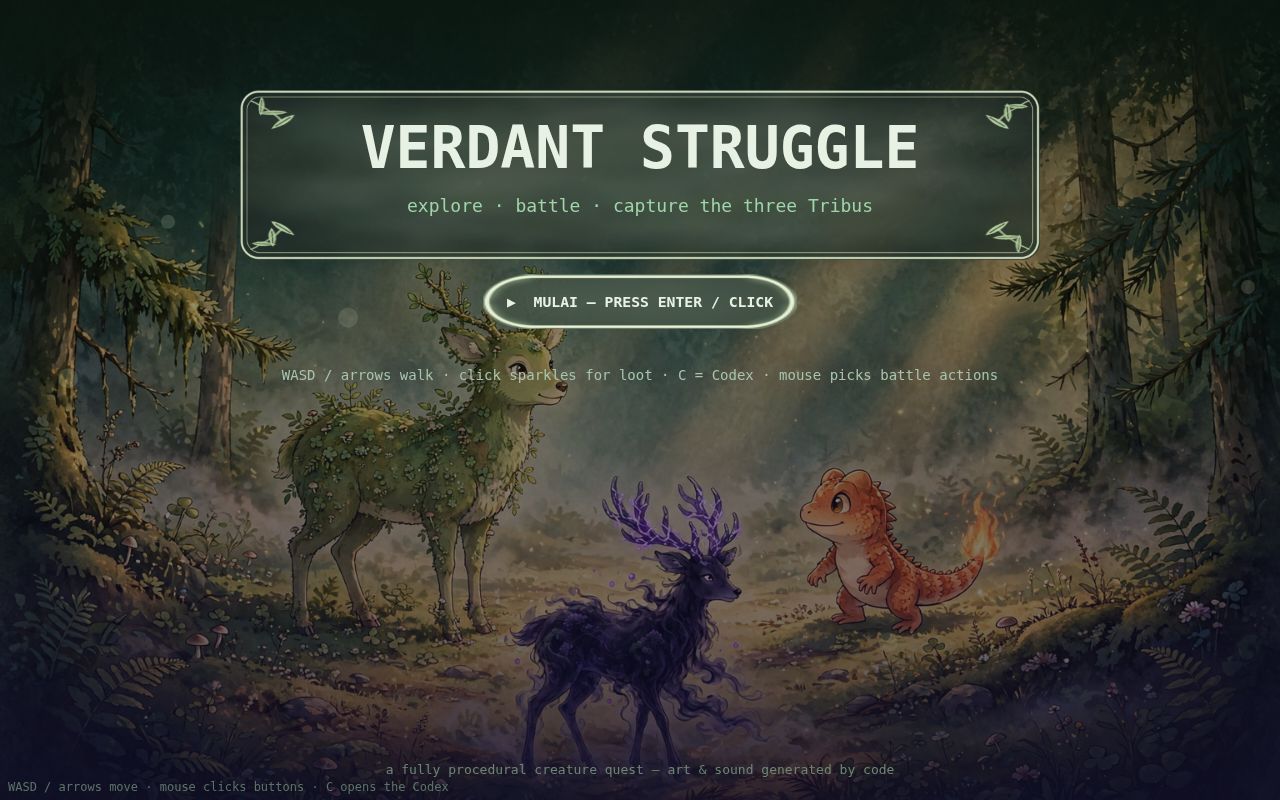 VERDANT STRUGGLE
explore · battle · capture the three Tribus
▶ MULAI — PRESS ENTER / CLICK
WASD / arrows walk · click sparkles for loot · C = Codex · mouse picks battle actions
a fully procedural creature quest — art & sound generated by code
WASD / arrows move · mouse clicks buttons · C opens the Codex